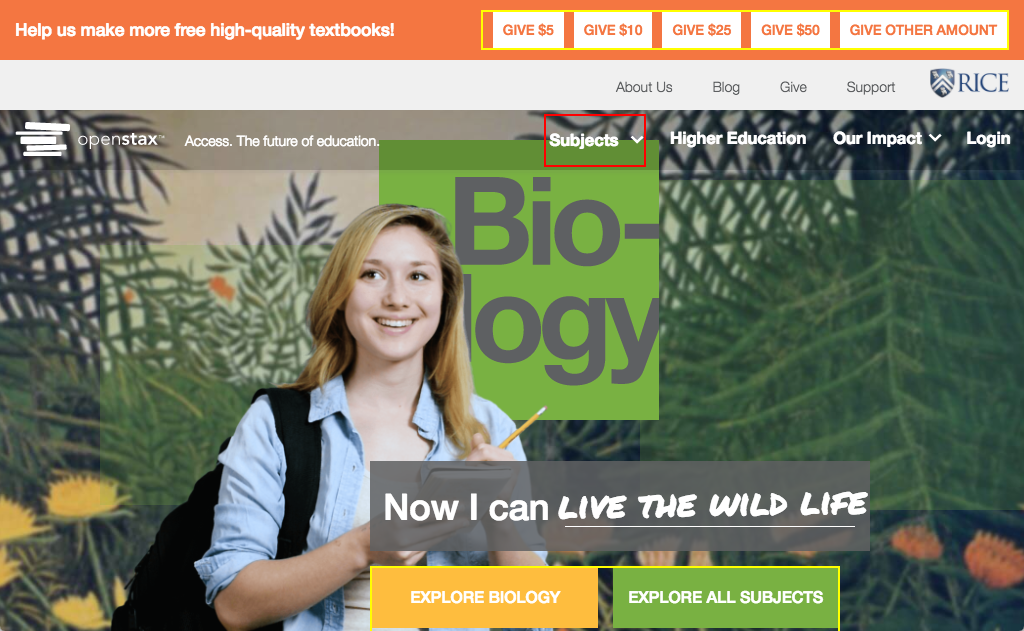 Help us make more free high-quality textbooks!
GIVE $5 GIVE $10 GIVE $25 GIVE $50 GIVE OTHER AMOUNT
About Us Blog Give Support RICE
openstax™ Access. The future of education. Subjects Higher Education Our Impact Login
Bio-
logy
Now I can LIVE THE WILD LIFE
EXPLORE BIOLOGY EXPLORE ALL SUBJECTS